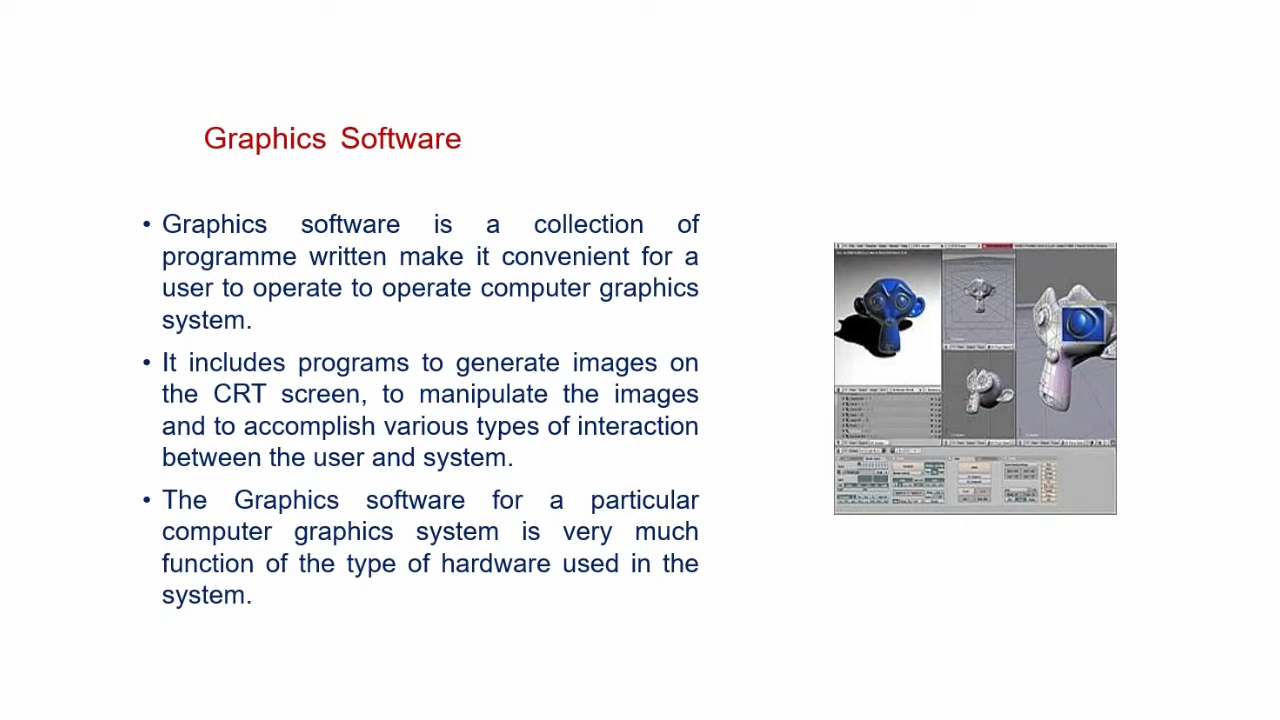 Graphics Software
• Graphics software is a collection of
programme written make it convenient for a
user to operate to operate computer graphics
system.
• It includes programs to generate images on
the CRT screen, to manipulate the images
and to accomplish various types of interaction
between the user and system.
• The Graphics software for a particular
computer graphics system is very much
function of the type of hardware used in the
system.